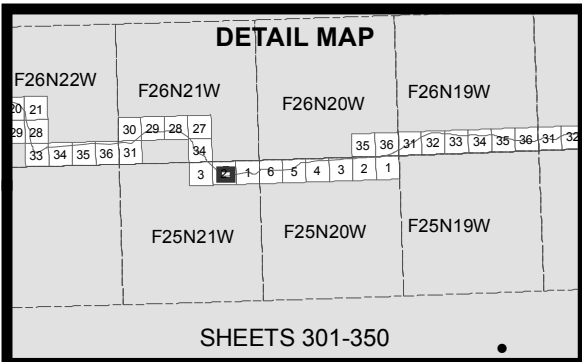 DETAIL MAP
F26N22W
F26N21W
F26N20W
F26N19W
20 21
29 28
33 34 35 36 31
30 29 28 27
34
35 36 31 32 33 34 35 36 31 32
3 2 1 6 5 4 3 2 1
F25N21W
F25N20W
F25N19W
SHEETS 301-350